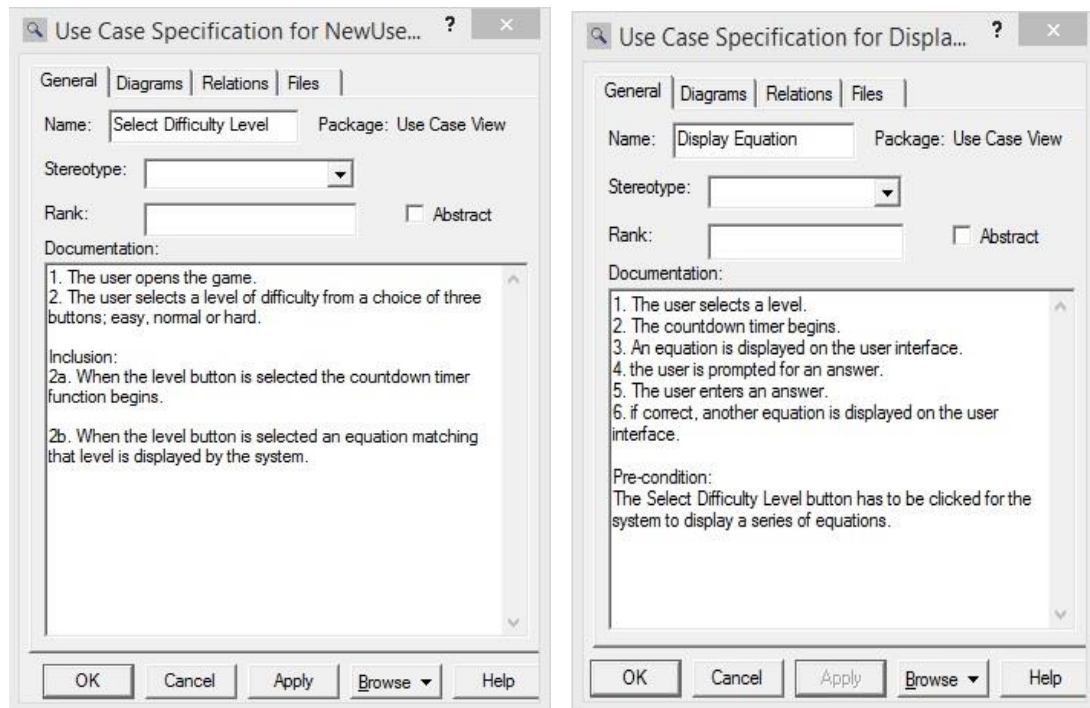 Use Case Specification for NewUse... ? ×
General Diagrams Relations Files
Name: Select Difficulty Level Package: Use Case View
Stereotype:
Rank: Abstract
Documentation:
1. The user opens the game.
2. The user selects a level of difficulty from a choice of three
buttons; easy, normal or hard.
Inclusion:
2a. When the level button is selected the countdown timer
function begins.
2b. When the level button is selected an equation matching
that level is displayed by the system.
OK Cancel Apply Browse Help
Use Case Specification for Displa... ? ×
General Diagrams Relations Files
Name: Display Equation Package: Use Case View
Stereotype:
Rank: Abstract
Documentation:
1. The user selects a level.
2. The countdown timer begins.
3. An equation is displayed on the user interface.
4. the user is prompted for an answer.
5. The user enters an answer.
6. if correct, another equation is displayed on the user
interface.
Pre-condition:
The Select Difficulty Level button has to be clicked for the
system to display a series of equations.
OK Cancel Apply Browse Help